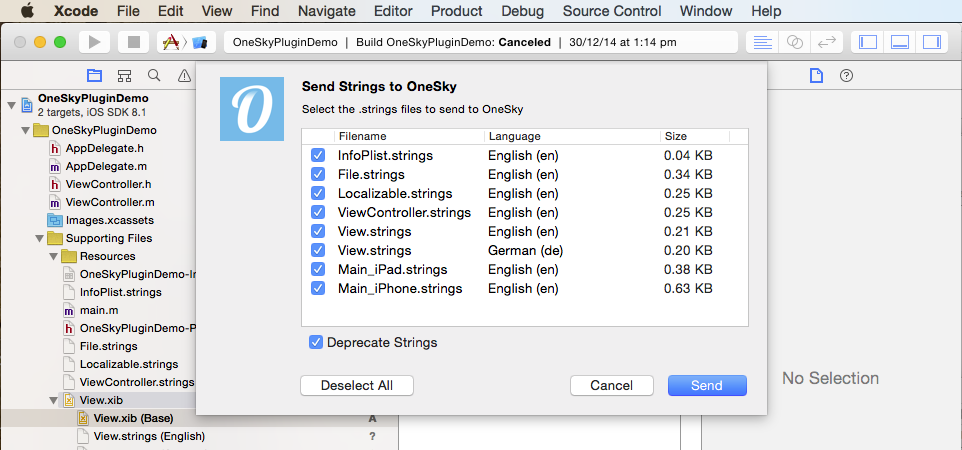 Xcode File Edit View Find Navigate Editor Product Debug Source Control Window Help
OneSkyPluginDemo | Build OneSkyPluginDemo: Canceled | 30/12/14 at 1:14 pm
OneSkyPluginDemo
2 targets, iOS SDK 8.1
OneSkyPluginDemo
h AppDelegate.h
m AppDelegate.m
h ViewController.h
m ViewController.m
Images.xcassets
Supporting Files
Resources
OneSkyPluginDemo-In
InfoPlist.strings
m main.m
h OneSkyPluginDemo-P
File.strings
Localizable.strings
ViewController.strings
View.xib
View.xib (Base) A
View.strings (English) ?
O
Send Strings to OneSky
Select the .strings files to send to OneSky
Filename Language Size
InfoPlist.strings English (en) 0.04 KB
File.strings English (en) 0.34 KB
Localizable.strings English (en) 0.25 KB
ViewController.strings English (en) 0.25 KB
View.strings English (en) 0.21 KB
View.strings German (de) 0.20 KB
Main_iPad.strings English (en) 0.38 KB
Main_iPhone.strings English (en) 0.63 KB
Deprecate Strings
Deselect All Cancel Send
No Selection